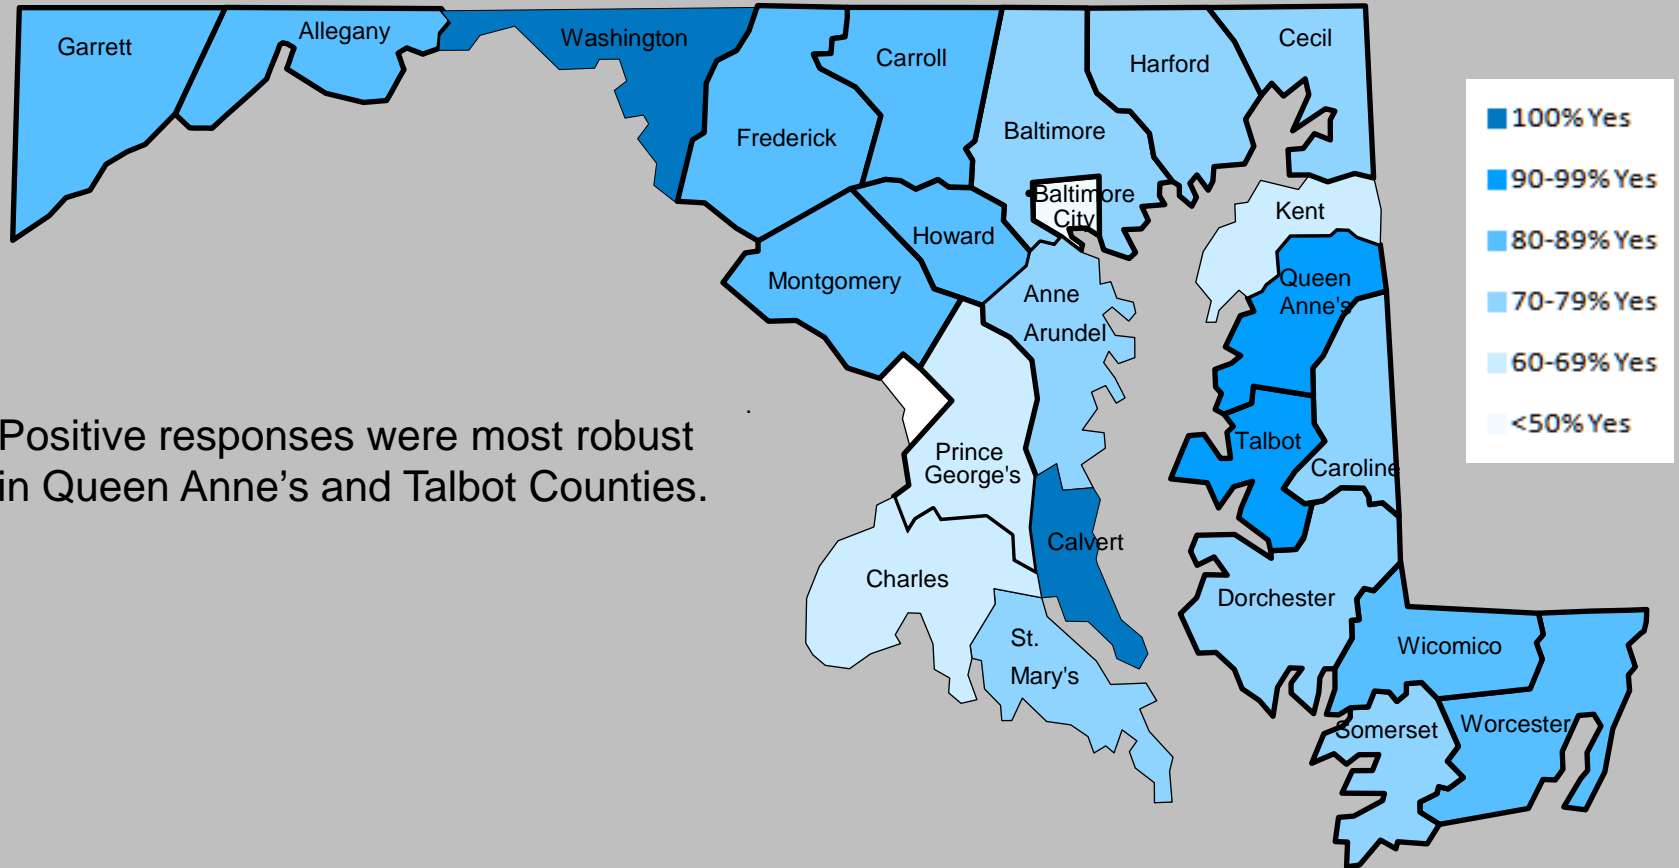 Garrett
Allegany
Washington
Frederick
Carroll
Baltimore
Harford
Cecil
Baltimore
City
Howard
Montgomery
Kent
Queen
Anne's
Anne
Arundel
Talbot
Caroline
Prince
George's
Calvert
Charles
St.
Mary's
Dorchester
Wicomico
Somerset
Worcester
100% Yes
90-99% Yes
80-89% Yes
70-79% Yes
60-69% Yes
<50% Yes
Positive responses were most robust
in Queen Anne’s and Talbot Counties.